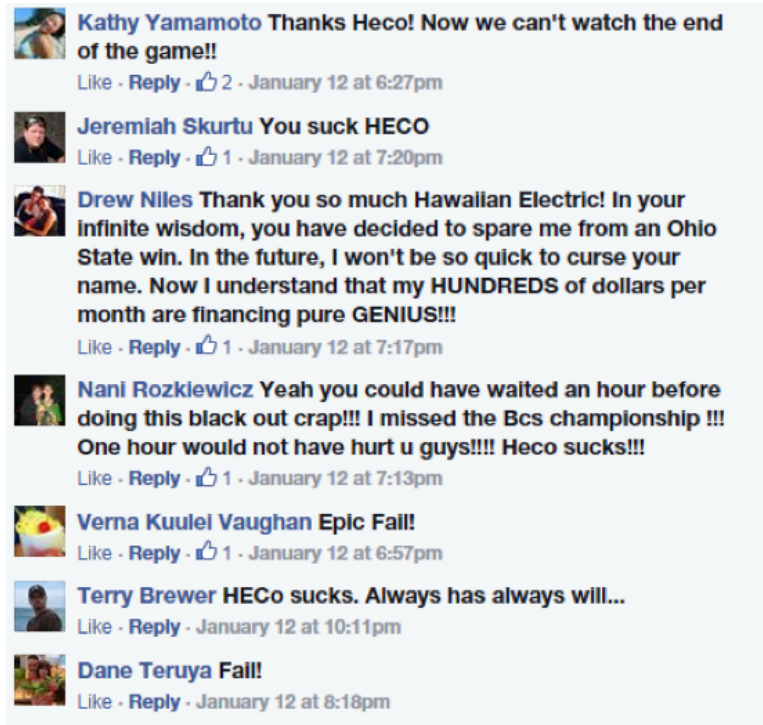 Kathy Yamamoto Thanks Heco! Now we can't watch the end
of the game!!
Like · Reply · 2 · January 12 at 6:27pm
Jeremiah Skurtu You suck HECO
Like · Reply · 1 · January 12 at 7:20pm
Drew Niles Thank you so much Hawaiian Electric! In your
infinite wisdom, you have decided to spare me from an Ohio
State win. In the future, I won't be so quick to curse your
name. Now I understand that my HUNDREDS of dollars per
month are financing pure GENIUS!!!
Like · Reply · 1 · January 12 at 7:17pm
Nani Rozkiewicz Yeah you could have waited an hour before
doing this black out crap!!! I missed the Bcs championship !!!
One hour would not have hurt u guys!!!! Heco sucks!!!
Like · Reply · 1 · January 12 at 7:13pm
Verna Kuulei Vaughan Epic Fail!
Like · Reply · 1 · January 12 at 6:57pm
Terry Brewer HECo sucks. Always has always will...
Like · Reply · January 12 at 10:11pm
Dane Teruya Fail!
Like · Reply · January 12 at 8:18pm